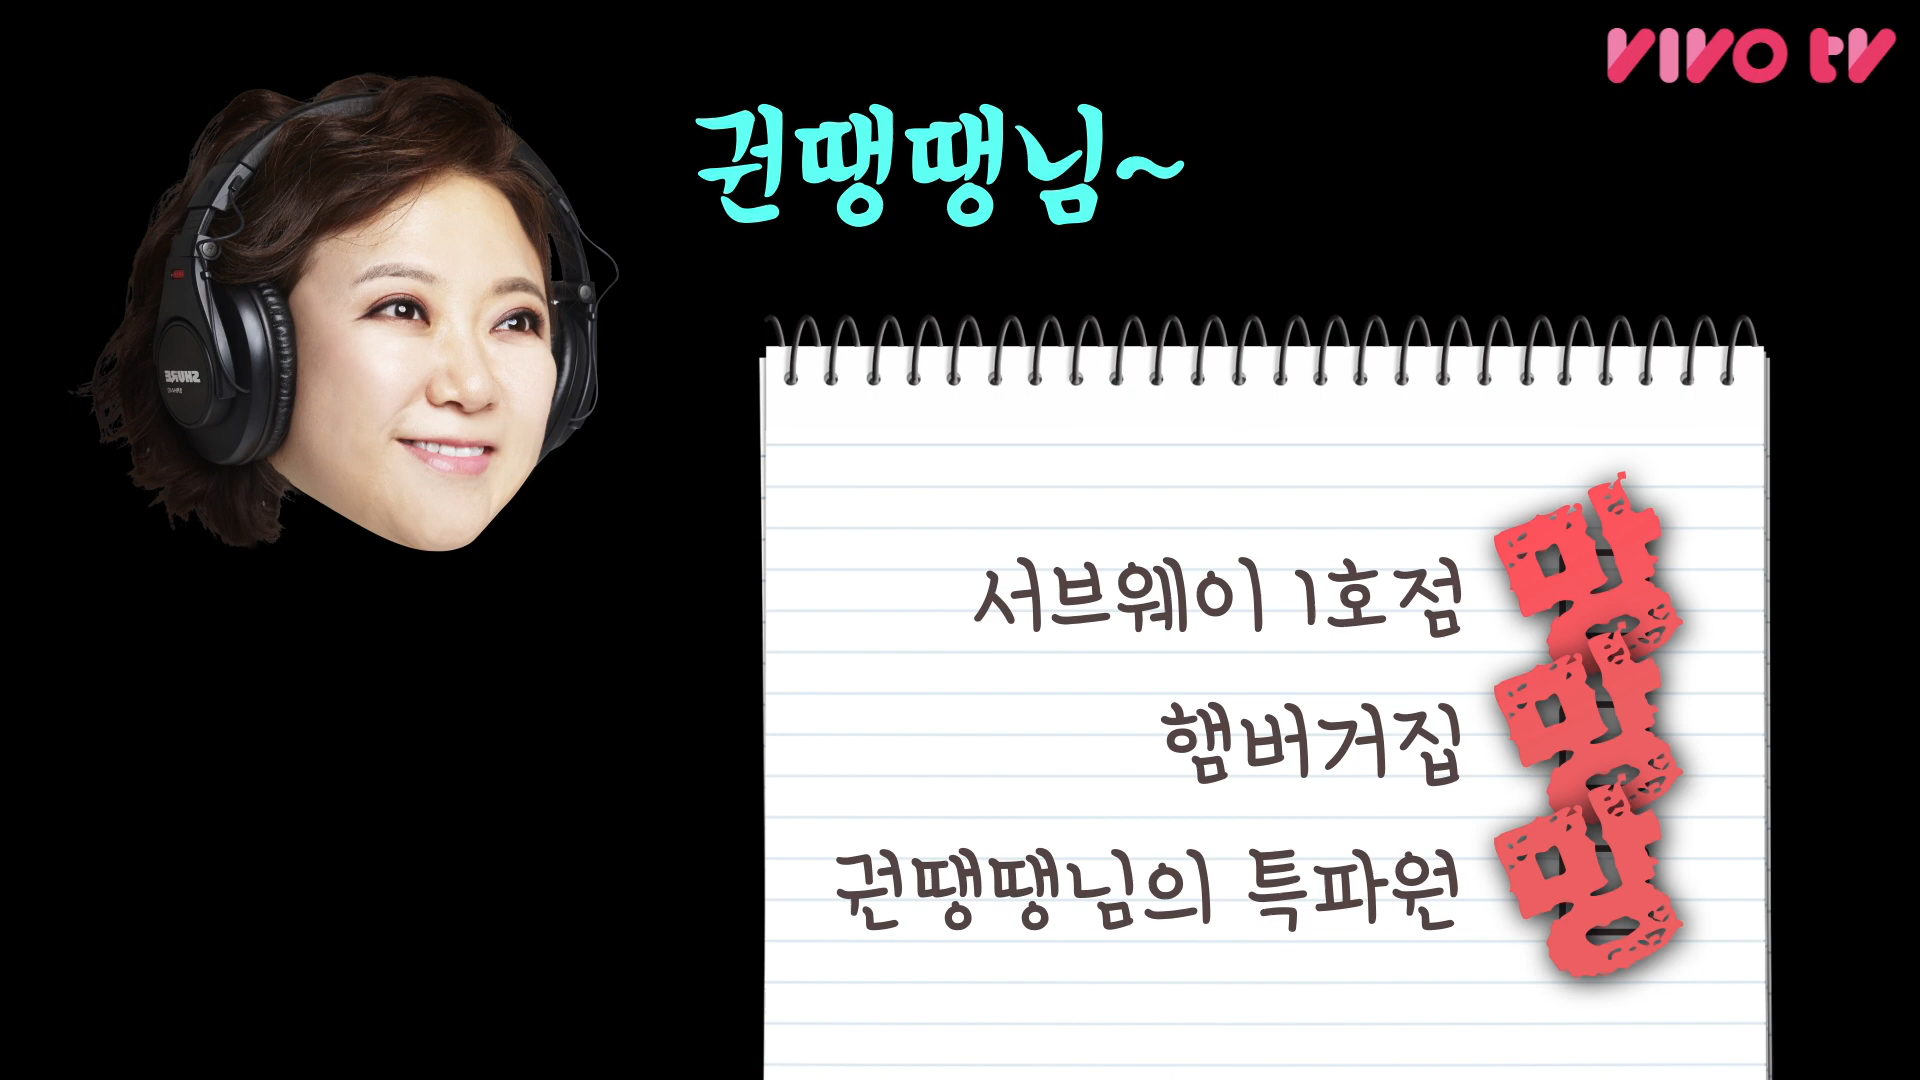 VIVO tV
권땡땡님~
SHURE
서브웨이 1호점 망
햄버거집 망
권땡땡님의 특파원 망